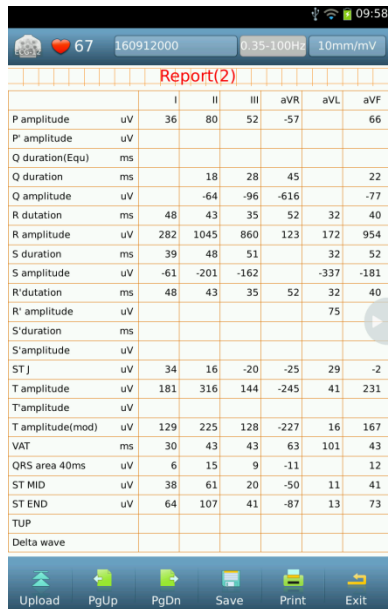 09:58
67 160912000 0.35-100Hz 10mm/mV
Report(2)
I II III aVR aVL aVF
P amplitude uV 36 80 52 -57 66
P' amplitude uV
Q duration(Equ) ms
Q duration ms 18 28 45 22
Q amplitude uV -64 -96 -616 -77
R dutation ms 48 43 35 52 32 40
R amplitude uV 282 1045 860 123 172 954
S duration ms 39 48 51 32 52
S amplitude uV -61 -201 -162 -337 -181
R'dutation ms 48 43 35 52 32 40
R' amplitude uV 75
S'duration ms
S'amplitude uV
ST J uV 34 16 -20 -25 29 -2
T amplitude uV 181 316 144 -245 41 231
T'amplitude uV
T amplitude(mod) uV 129 225 128 -227 16 167
VAT ms 30 43 43 63 101 43
QRS area 40ms uV 6 15 9 -11 12
ST MID uV 38 61 20 -50 11 41
ST END uV 64 107 41 -87 13 73
TUP
Delta wave
Upload PgUp PgDn Save Print Exit